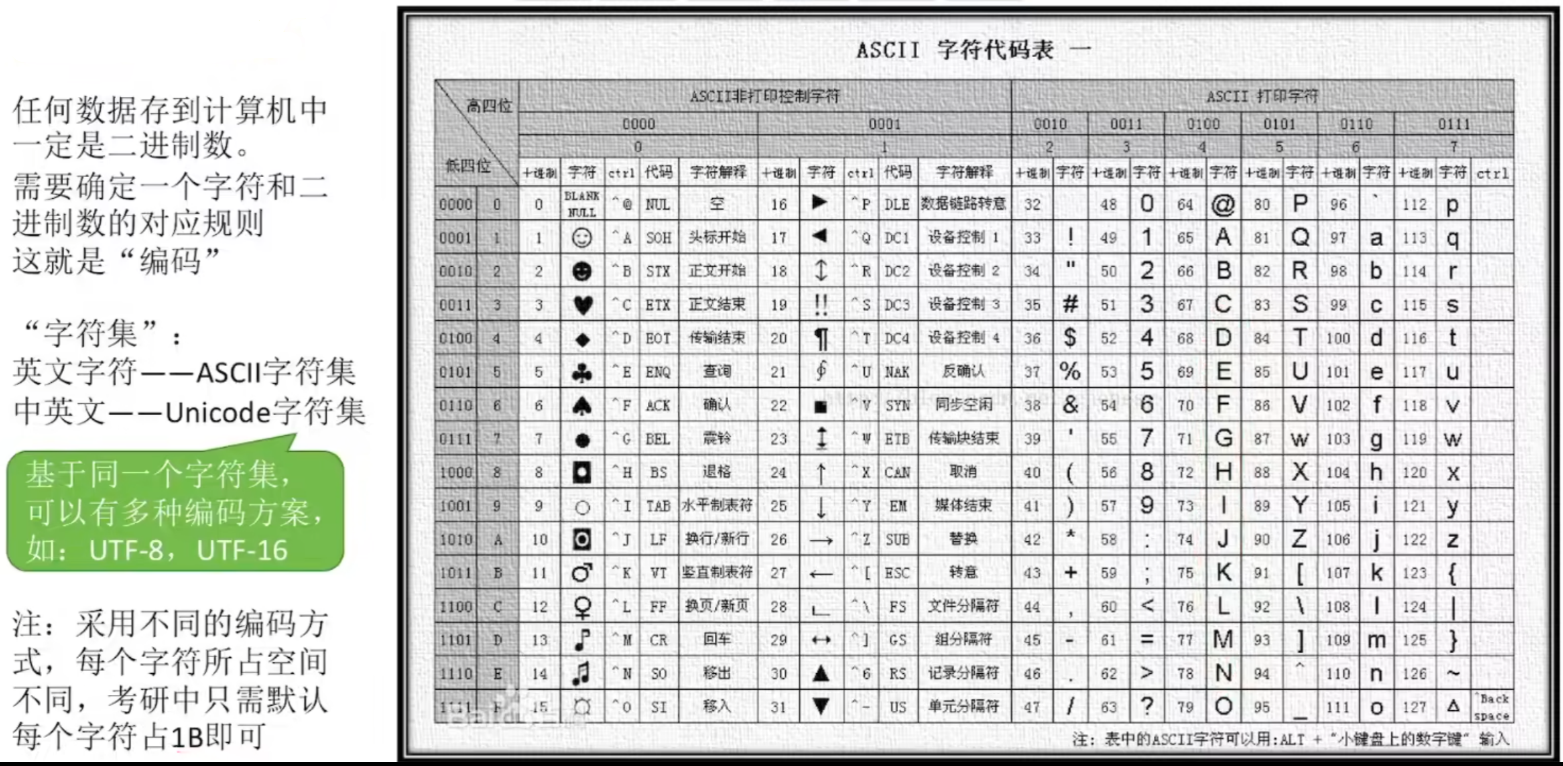 任何数据存到计算机中
一定是二进制数。
需要确定一个字符和二
进制数的对应规则
这就是“编码”
“字符集”：
英文字符——ASCII字符集
中英文——Unicode字符集
基于同一个字符集，
可以有多种编码方案，
如：UTF-8，UTF-16
注：采用不同的编码方
式，每个字符所占空间
不同，考研中只需默认
每个字符占1B即可
ASCII 字符代码表 一
高四位 ASCII非打印控制字符 ASCII 打印字符
0000 0001 0010 0011 0100 0101 0110 0111
0 1 2 3 4 5 6 7
低四位 十进制 字符 ctrl 代码 字符解释 十进制 字符 ctrl 代码 字符解释 十进制 字符 十进制 字符 十进制 字符 十进制 字符 十进制 字符 十进制 字符 ctrl
0000 0 0 BLANK NULL ^@ NUL 空 16 ► ^P DLE 数据链路转意 32 48 0 64 @ 80 P 96 ` 112 p
0001 1 1 ☺ ^A SOH 头标开始 17 ◄ ^Q DC1 设备控制 1 33 ! 49 1 65 A 81 Q 97 a 113 q
0010 2 2 ☻ ^B STX 正文开始 18 ↕ ^R DC2 设备控制 2 34 " 50 2 66 B 82 R 98 b 114 r
0011 3 3 ♥ ^C ETX 正文结束 19 ‼ ^S DC3 设备控制 3 35 # 51 3 67 C 83 S 99 c 115 s
0100 4 4 ♦ ^D EOT 传输结束 20 ¶ ^T DC4 设备控制 4 36 $ 52 4 68 D 84 T 100 d 116 t
0101 5 5 ♣ ^E ENQ 查询 21 ∮ ^U NAK 反确认 37 % 53 5 69 E 85 U 101 e 117 u
0110 6 6 ♠ ^F ACK 确认 22 ■ ^V SYN 同步空闲 38 & 54 6 70 F 86 V 102 f 118 v
0111 7 7 ● ^G BEL 震铃 23 ↨ ^W ETB 传输块结束 39 ' 55 7 71 G 87 w 103 g 119 w
1000 8 8 ◘ ^H BS 退格 24 ↑ ^X CAN 取消 40 ( 56 8 72 H 88 X 104 h 120 x
1001 9 9 ○ ^I TAB 水平制表符 25 ↓ ^Y EM 媒体结束 41 ) 57 9 73 I 89 Y 105 i 121 y
1010 A 10 ◙ ^J LF 换行/新行 26 → ^Z SUB 替换 42 * 58 : 74 J 90 Z 106 j 122 z
1011 B 11 ♂ ^K VT 竖直制表符 27 ← ^[ ESC 转意 43 + 59 ; 75 K 91 [ 107 k 123 {
1100 C 12 ♀ ^L FF 换页/新页 28 ∟ ^\ FS 文件分隔符 44 , 60 < 76 L 92 \ 108 l 124 |
1101 D 13 ♪ ^M CR 回车 29 ↔ ^] GS 组分隔符 45 - 61 = 77 M 93 ] 109 m 125 }
1110 E 14 ♫ ^N SO 移出 30 ▲ ^6 RS 记录分隔符 46 . 62 > 78 N 94 ^ 110 n 126 ~
1111 F 15 ☼ ^O SI 移入 31 ▼ ^- US 单元分隔符 47 / 63 ? 79 O 95 _ 111 o 127 Δ ^Back space
注：表中的ASCII字符可以用:ALT + "小键盘上的数字键" 输入